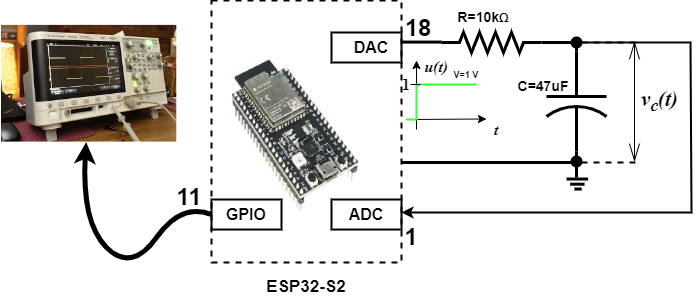 DAC
18
R=10kΩ
u(t)
V=1 V
1
t
C=47uF
vC(t)
11
GPIO
ADC
1
ESP32-S2